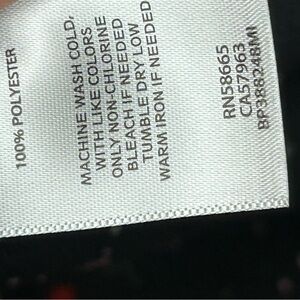 100% POLYESTER
MACHINE WASH COLD,
WITH LIKE COLORS
ONLY NON-CHLORINE
BLEACH IF NEEDED
TUMBLE DRY LOW
WARM IRON IF NEEDED
RN58665
CA57963
BP38824BMI